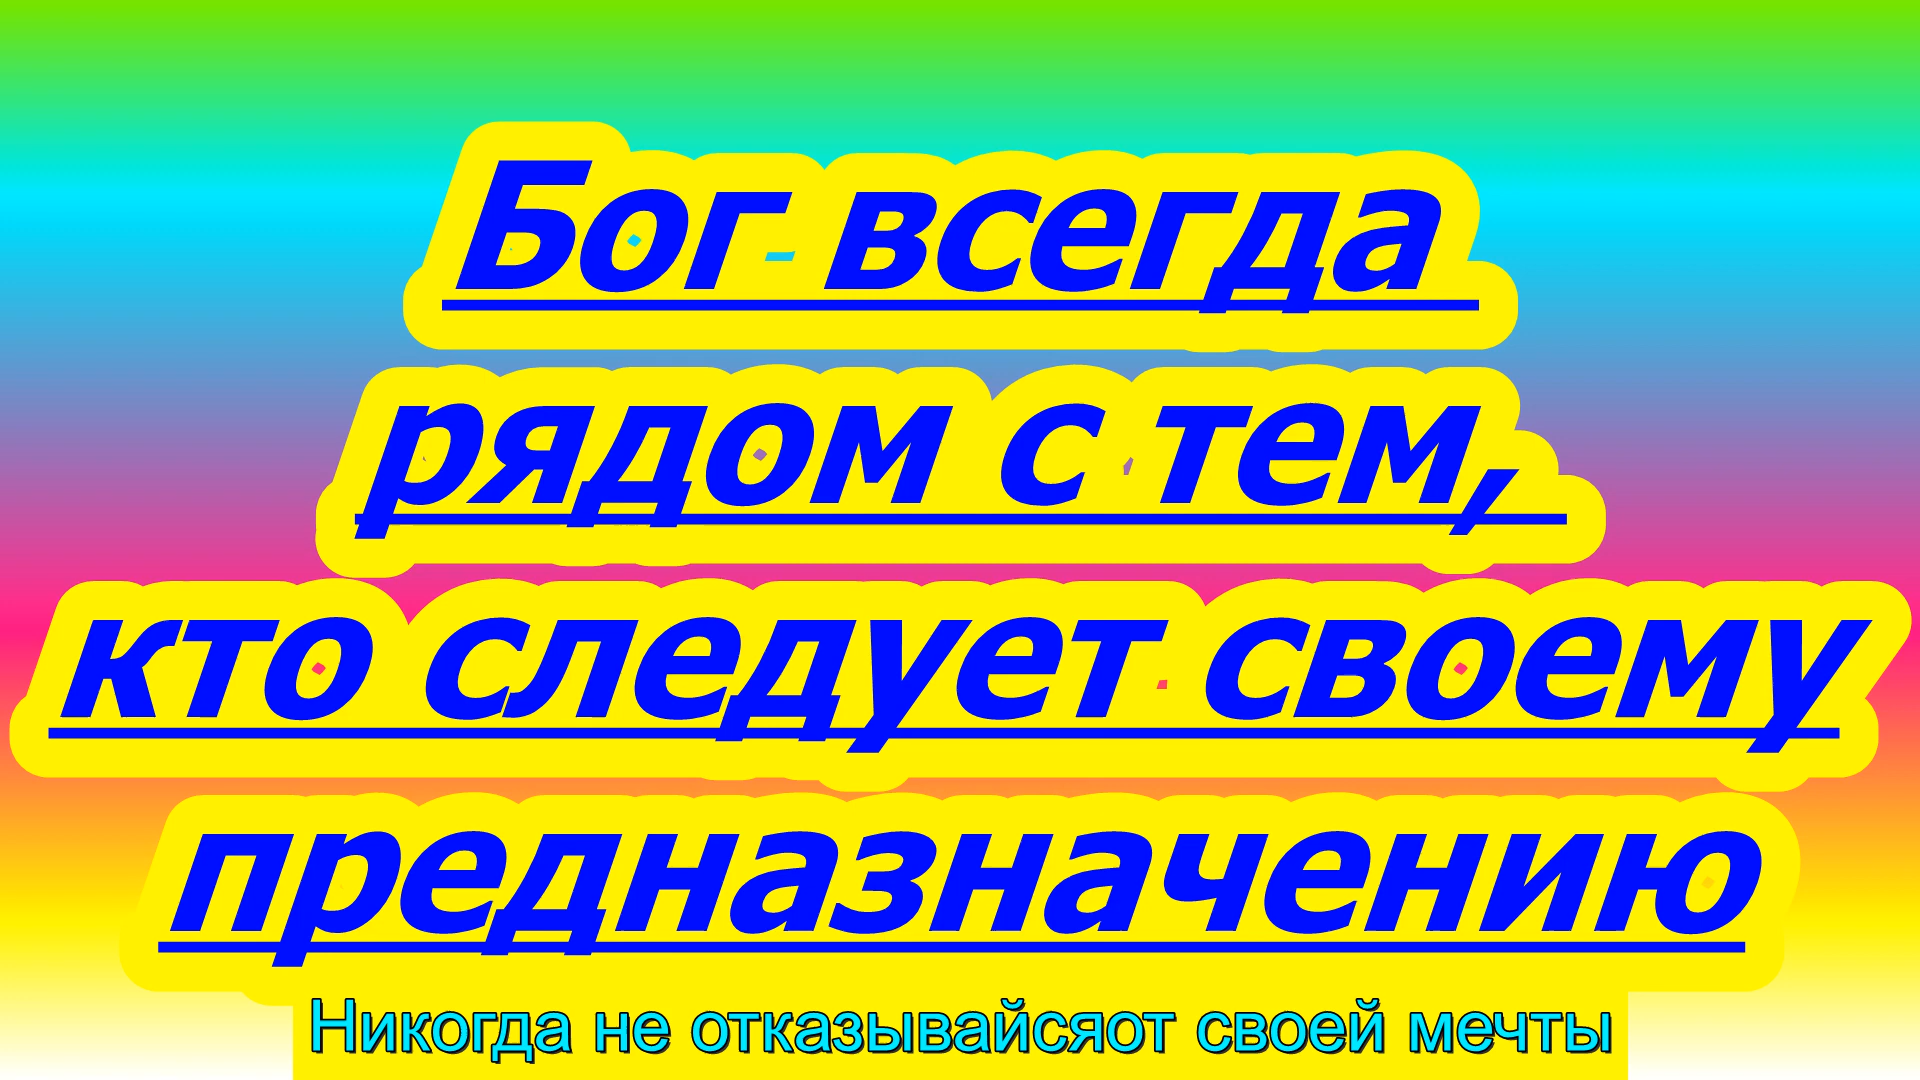 Бог всегда
рядом с тем,
кто следует своему
предназначению
Никогда не отказывайсяот своей мечты